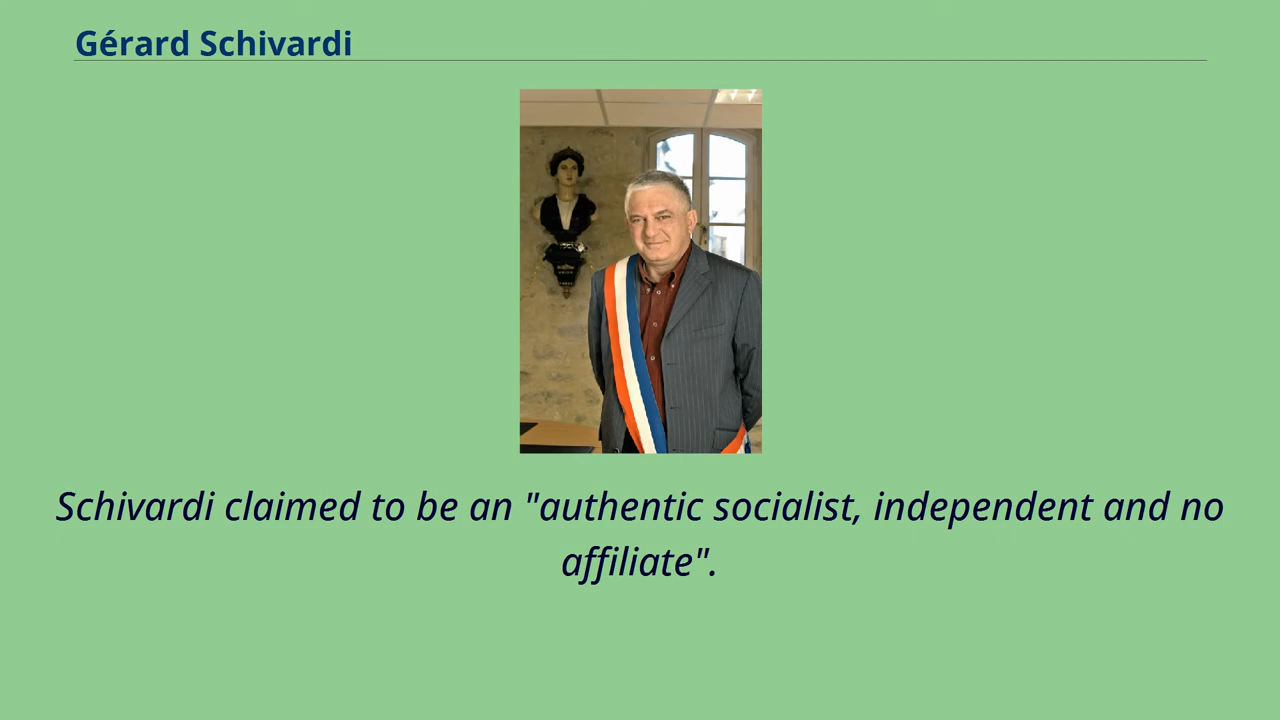 Gérard Schivardi
Schivardi claimed to be an "authentic socialist, independent and no
affiliate".